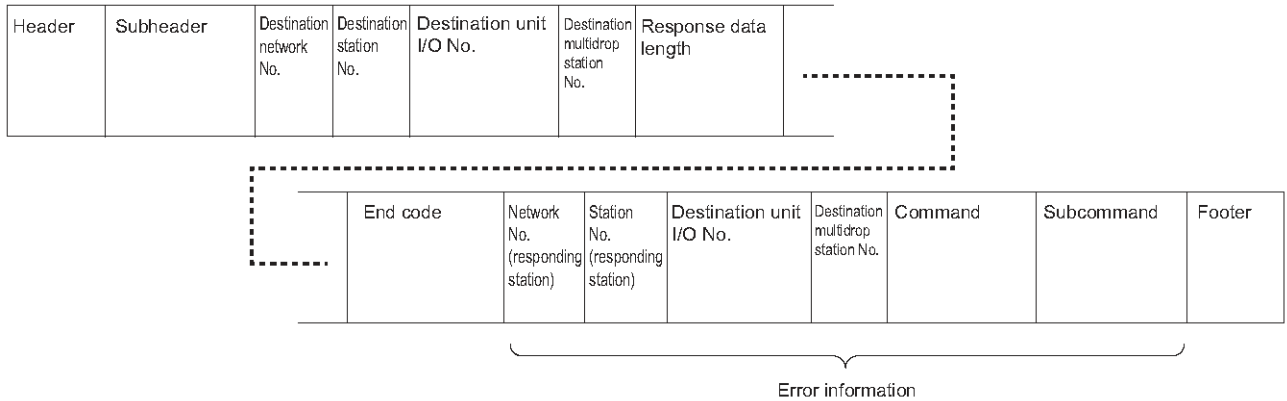 Header
Subheader
Destination
network
No.
Destination
station
No.
Destination unit
I/O No.
Destination
multidrop
station
No.
Response data
length
End code
Network
No.
(responding
station)
Station
No.
(responding
station)
Destination unit
I/O No.
Destination
multidrop
station No.
Command
Subcommand
Footer
Error information